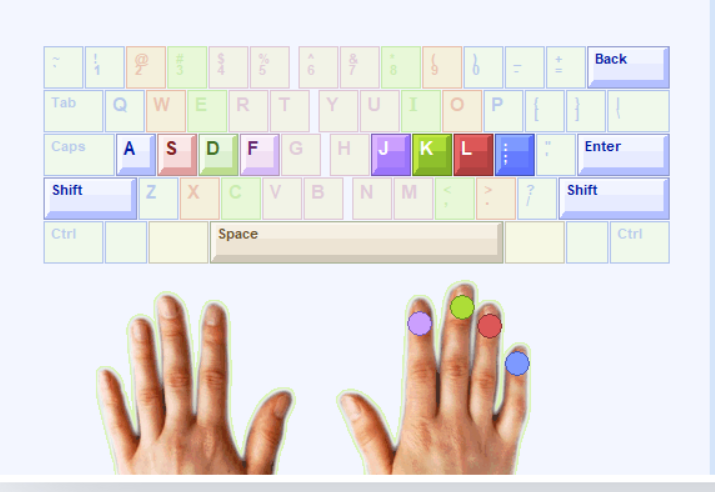 ~ ! @ # $ % ^ & * ( ) _ + Back
` 1 2 3 4 5 6 7 8 9 0 - =
Tab Q W E R T Y U I O P { } |
[ ] \
Caps A S D F G H J K L : " Enter
; '
Shift Z X C V B N M < > ? Shift
, . /
Ctrl Space Ctrl